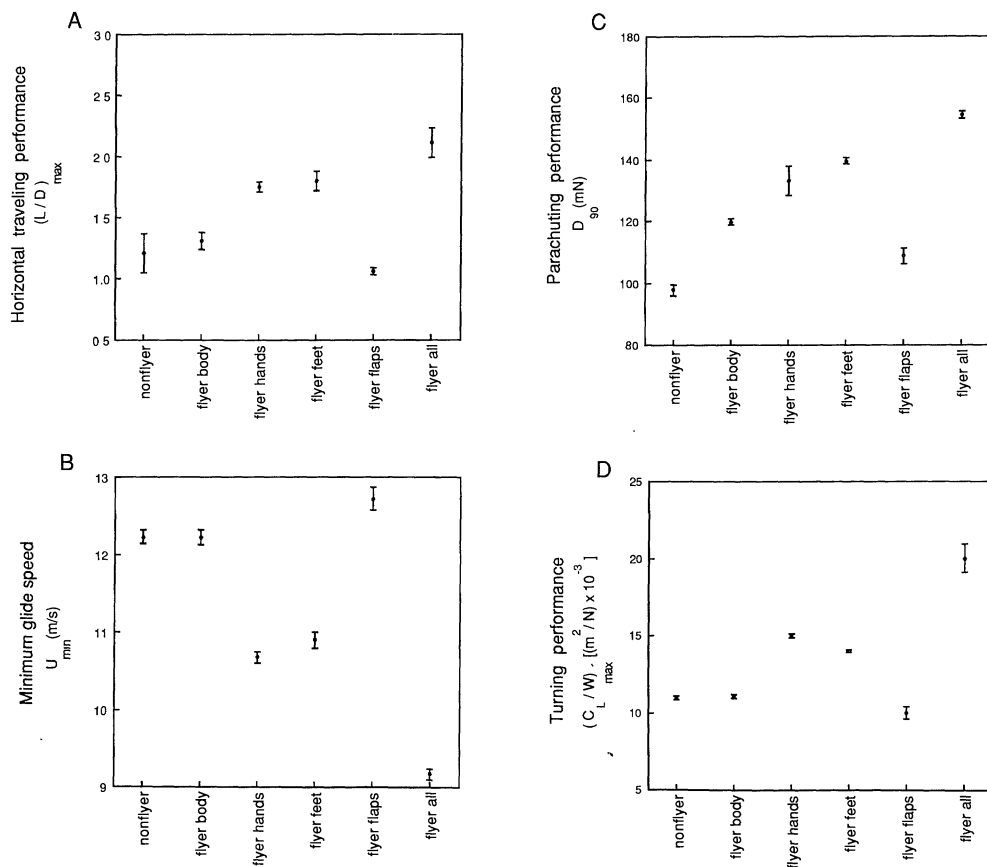 A
Horizontal traveling performance
(L / D) max
3 0
2 5
2 0
1 5
1 0
0 5
nonflyer
flyer body
flyer hands
flyer feet
flyer flaps
flyer all
C
Parachuting performance
D 90 (mN)
180
160
140
120
100
80
nonflyer
flyer body
flyer hands
flyer feet
flyer flaps
flyer all
B
Minimum glide speed
U min (m/s)
13
12
11
10
9
nonflyer
flyer body
flyer hands
flyer feet
flyer flaps
flyer all
D
Turning performance
( C L / W ) max , [(m 2 / N) x 10 -3 ]
25
20
15
10
5
nonflyer
flyer body
flyer hands
flyer feet
flyer flaps
flyer all